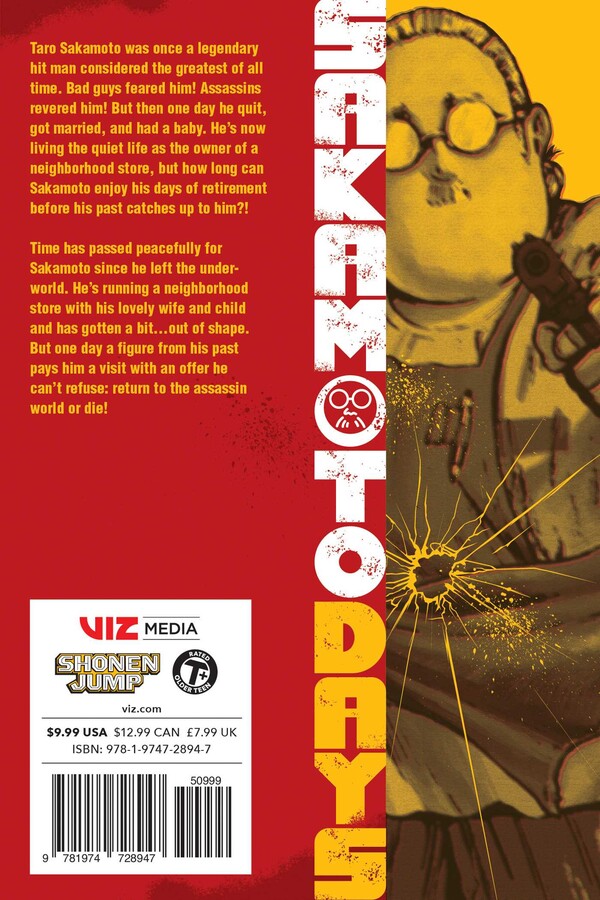 Taro Sakamoto was once a legendary
hit man considered the greatest of all
time. Bad guys feared him! Assassins
revered him! But then one day he quit,
got married, and had a baby. He's now
living the quiet life as the owner of a
neighborhood store, but how long can
Sakamoto enjoy his days of retirement
before his past catches up to him?!
Time has passed peacefully for
Sakamoto since he left the under-
world. He's running a neighborhood
store with his lovely wife and child
and has gotten a bit...out of shape.
But one day a figure from his past
pays him a visit with an offer he
can't refuse: return to the assassin
world or die!
SAKAMOTO DAYS
VIZ MEDIA
SHONEN
JUMP
RATED
T+
OLDER TEEN
viz.com
$9.99 USA $12.99 CAN £7.99 UK
ISBN: 978-1-9747-2894-7
50999
9 781974 728947